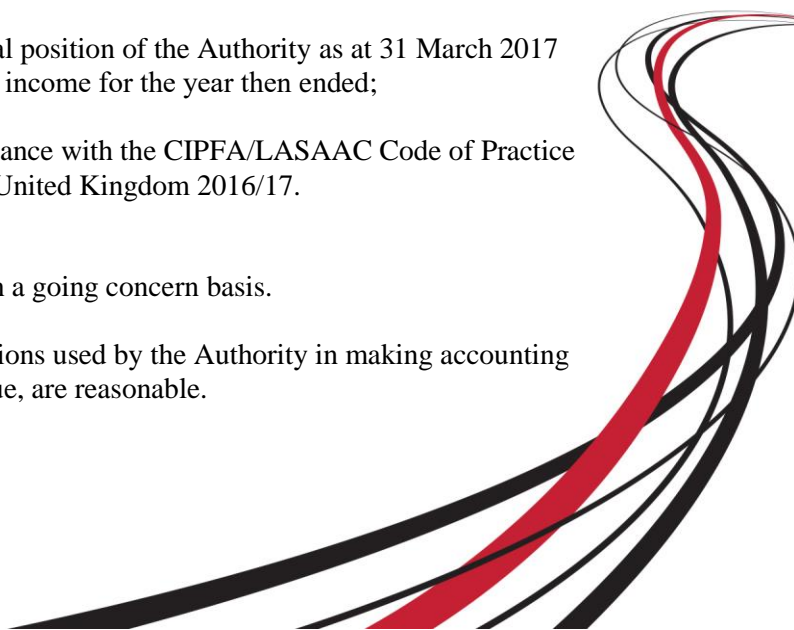 al position of the Authority as at 31 March 2017
income for the year then ended;
ance with the CIPFA/LASAAC Code of Practice
United Kingdom 2016/17.
a going concern basis.
ions used by the Authority in making accounting
ue, are reasonable.